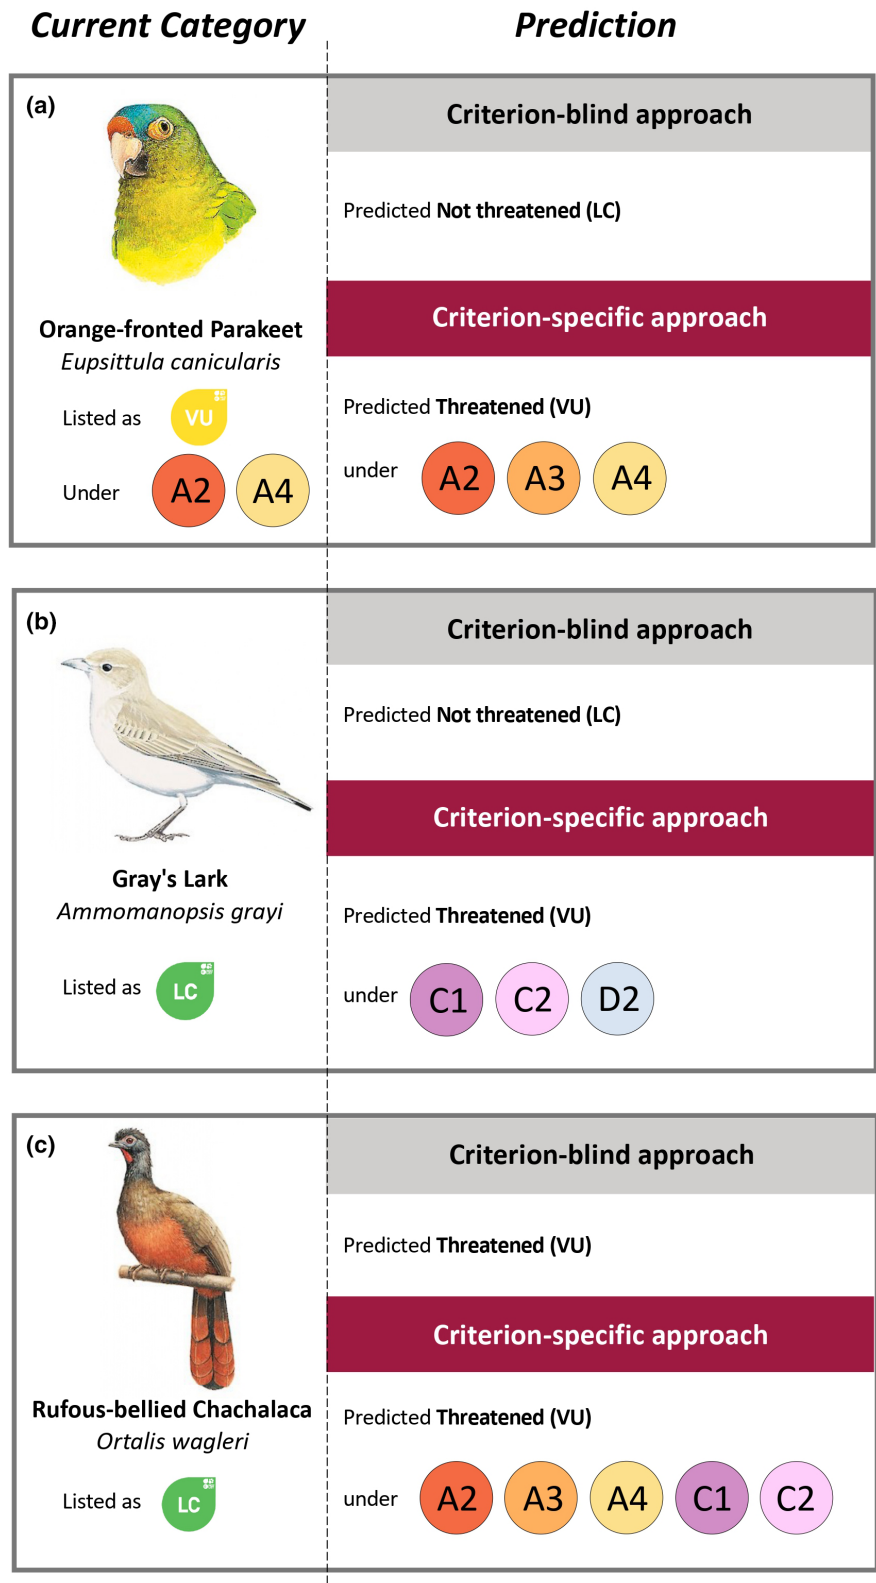 Current Category
Prediction
(a)
Criterion-blind approach
Predicted Not threatened (LC)
Criterion-specific approach
Orange-fronted Parakeet
Eupsittula canicularis
Listed as VU
Under A2 A4
Predicted Threatened (VU)
under A2 A3 A4
(b)
Criterion-blind approach
Predicted Not threatened (LC)
Criterion-specific approach
Gray's Lark
Ammomanopsis grayi
Listed as LC
Predicted Threatened (VU)
under C1 C2 D2
(c)
Criterion-blind approach
Predicted Threatened (VU)
Criterion-specific approach
Rufous-bellied Chachalaca
Ortalis wagleri
Listed as LC
Predicted Threatened (VU)
under A2 A3 A4 C1 C2